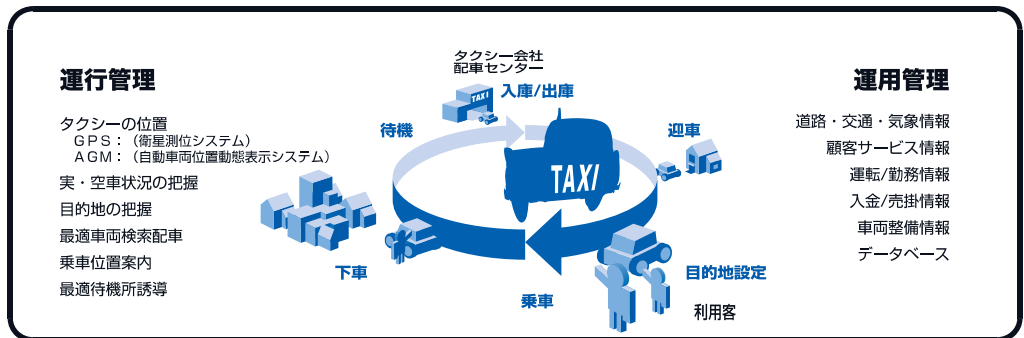 運行管理
タクシーの位置
GPS：（衛星測位システム）
AGM：（自動車両位置動態表示システム）
実・空車状況の把握
目的地の把握
最適車両検索配車
乗車位置案内
最適待機所誘導
タクシー会社
配車センター
TAXI
入庫/出庫
待機
迎車
TAXI
下車
乗車
目的地設定
利用客
運用管理
道路・交通・気象情報
顧客サービス情報
運転/勤務情報
入金/売掛情報
車両整備情報
データベース